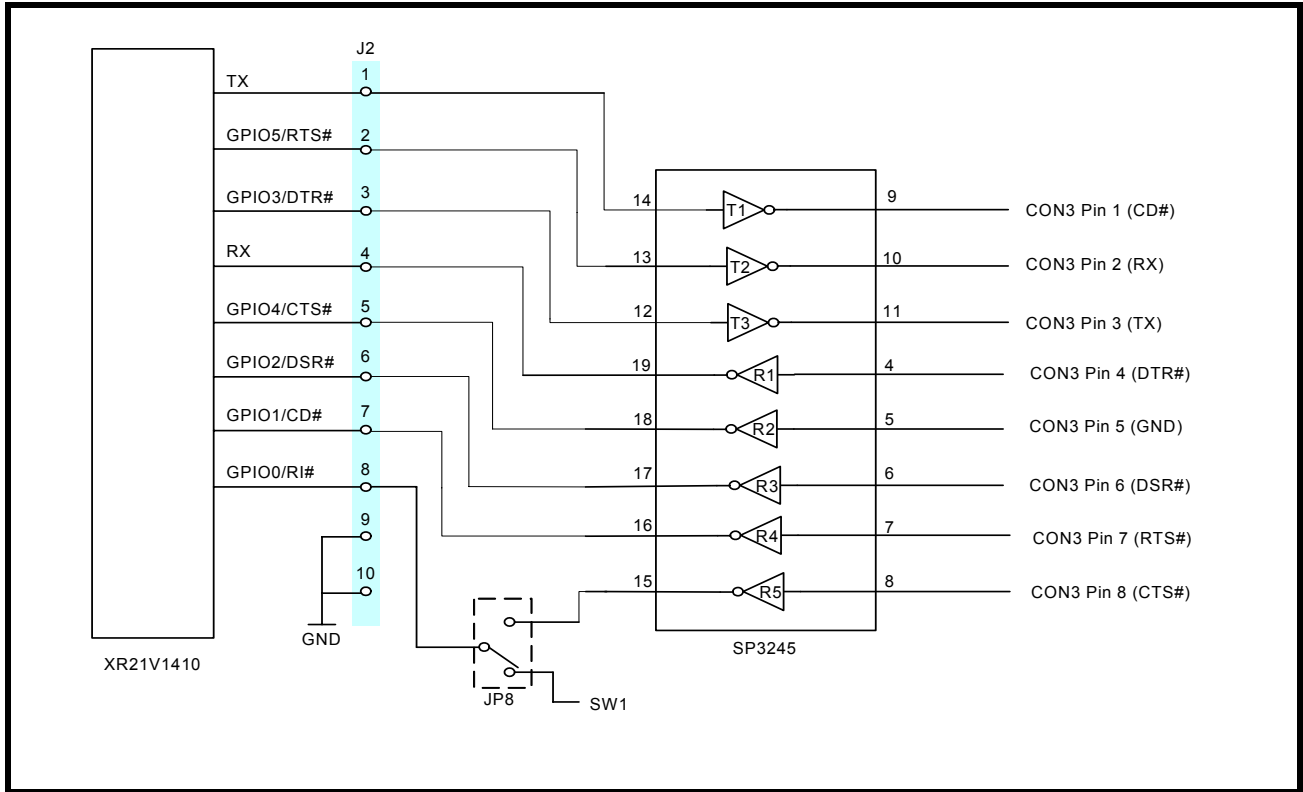 J2
TX
1
GPIO5/RTS#
2
GPIO3/DTR#
3
RX
4
GPIO4/CTS#
5
GPIO2/DSR#
6
GPIO1/CD#
7
GPIO0/RI#
8
9
10
GND
XR21V1410
14
T1
9
CON3 Pin 1 (CD#)
13
T2
10
CON3 Pin 2 (RX)
12
T3
11
CON3 Pin 3 (TX)
19
R1
4
CON3 Pin 4 (DTR#)
18
R2
5
CON3 Pin 5 (GND)
17
R3
6
CON3 Pin 6 (DSR#)
16
R4
7
CON3 Pin 7 (RTS#)
15
R5
8
CON3 Pin 8 (CTS#)
SP3245
JP8
SW1